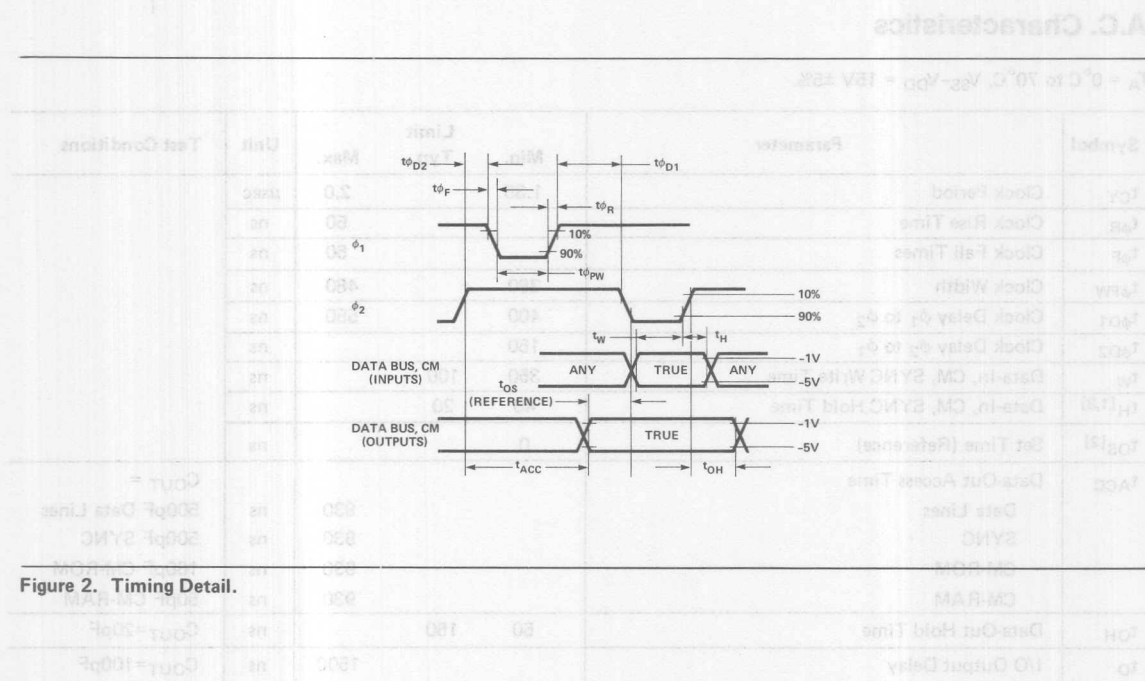 tφD2
tφD1
tφF
tφR
10%
φ1
90%
tφPW
10%
φ2
90%
tW
tH
DATA BUS, CM
(INPUTS)
ANY
TRUE
ANY
-1V
-5V
tOS
(REFERENCE)
DATA BUS, CM
(OUTPUTS)
TRUE
-1V
-5V
tACC
tOH
Figure 2. Timing Detail.
A.C. Characteristics
TA = 0°C to 70°C, VSS-VDD = 15V ±5%.
Symbol Parameter Min. Limit Typ. Max. Unit Test Conditions
tCY Clock Period 2.0 μsec
tφR Clock Rise Time 50 ns
tφF Clock Fall Times 50 ns
tφPW Clock Width 480 ns
tφD1 Clock Delay φ1 to φ2 400 550 ns
tφD2 Clock Delay φ2 to φ1 150 ns
tW Data-In, CM, SYNC Write Time 350 100 ns
Data-In, CM, SYNC Hold Time 20 ns
Set Time (Reference) 0 ns
tACC Data-Out Access Time COUT =
Data Lines 930 ns 500pF Data Lines
SYNC 930 ns 500pF SYNC
CM-ROM 930 ns 160pF CM-ROM
CM-RAM 930 ns 50pF CM-RAM
tOH Data-Out Hold Time 50 150 ns COUT=20pF
tD I/O Output Delay 1500 ns COUT=100pF